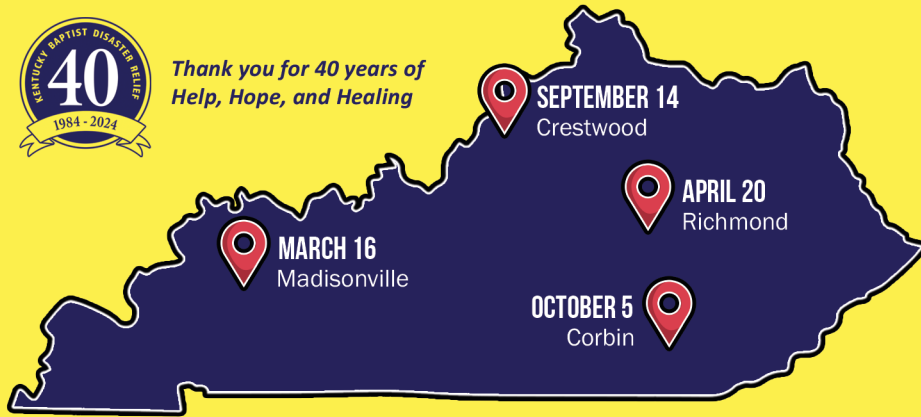 KENTUCKY BAPTIST DISASTER RELIEF
40
1984 - 2024
Thank you for 40 years of
Help, Hope, and Healing
SEPTEMBER 14
Crestwood
APRIL 20
Richmond
MARCH 16
Madisonville
OCTOBER 5
Corbin